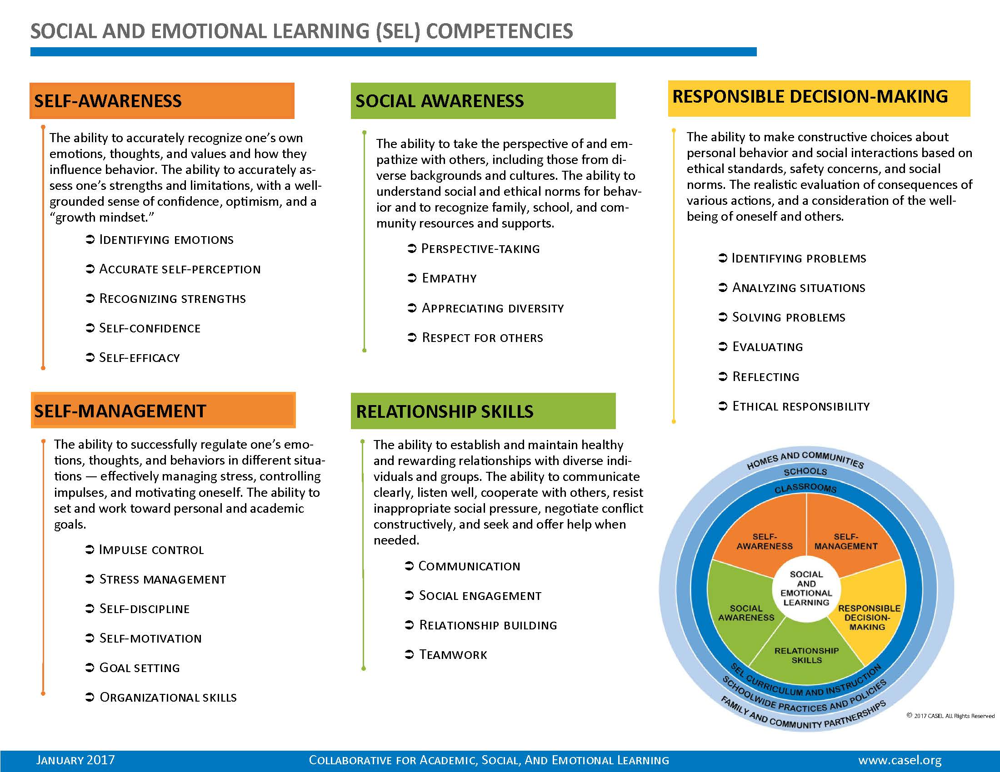 SOCIAL AND EMOTIONAL LEARNING (SEL) COMPETENCIES
SELF-AWARENESS
The ability to accurately recognize one’s own
emotions, thoughts, and values and how they
influence behavior. The ability to accurately as-
sess one’s strengths and limitations, with a well-
grounded sense of confidence, optimism, and a
“growth mindset.”
➲ IDENTIFYING EMOTIONS
➲ ACCURATE SELF-PERCEPTION
➲ RECOGNIZING STRENGTHS
➲ SELF-CONFIDENCE
➲ SELF-EFFICACY
SELF-MANAGEMENT
The ability to successfully regulate one’s emo-
tions, thoughts, and behaviors in different situa-
tions — effectively managing stress, controlling
impulses, and motivating oneself. The ability to
set and work toward personal and academic
goals.
➲ IMPULSE CONTROL
➲ STRESS MANAGEMENT
➲ SELF-DISCIPLINE
➲ SELF-MOTIVATION
➲ GOAL SETTING
➲ ORGANIZATIONAL SKILLS
SOCIAL AWARENESS
The ability to take the perspective of and em-
pathize with others, including those from di-
verse backgrounds and cultures. The ability to
understand social and ethical norms for behav-
ior and to recognize family, school, and com-
munity resources and supports.
➲ PERSPECTIVE-TAKING
➲ EMPATHY
➲ APPRECIATING DIVERSITY
➲ RESPECT FOR OTHERS
RELATIONSHIP SKILLS
The ability to establish and maintain healthy
and rewarding relationships with diverse indi-
viduals and groups. The ability to communicate
clearly, listen well, cooperate with others, resist
inappropriate social pressure, negotiate conflict
constructively, and seek and offer help when
needed.
➲ COMMUNICATION
➲ SOCIAL ENGAGEMENT
➲ RELATIONSHIP BUILDING
➲ TEAMWORK
RESPONSIBLE DECISION-MAKING
The ability to make constructive choices about
personal behavior and social interactions based on
ethical standards, safety concerns, and social
norms. The realistic evaluation of consequences of
various actions, and a consideration of the well-
being of oneself and others.
➲ IDENTIFYING PROBLEMS
➲ ANALYZING SITUATIONS
➲ SOLVING PROBLEMS
➲ EVALUATING
➲ REFLECTING
➲ ETHICAL RESPONSIBILITY
HOMES AND COMMUNITIES
SCHOOLS
CLASSROOMS
SELF-
AWARENESS
SELF-
MANAGEMENT
SOCIAL
AND
EMOTIONAL
LEARNING
SOCIAL
AWARENESS
RESPONSIBLE
DECISION-
MAKING
RELATIONSHIP
SKILLS
SEL CURRICULUM AND INSTRUCTION
SCHOOLWIDE PRACTICES AND POLICIES
FAMILY AND COMMUNITY PARTNERSHIPS
© 2017 CASEL All Rights Reserved
JANUARY 2017
COLLABORATIVE FOR ACADEMIC, SOCIAL, AND EMOTIONAL LEARNING
www.casel.org